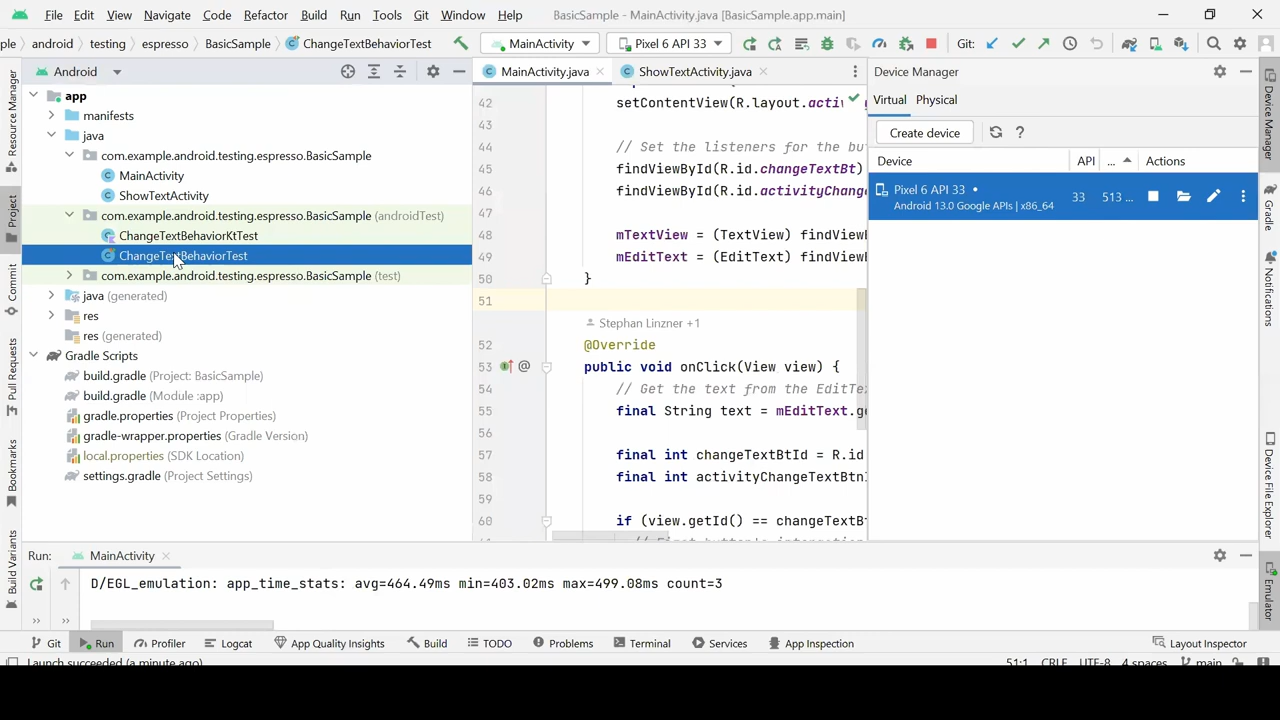 File Edit View Navigate Code Refactor Build Run Tools Git Window Help BasicSample - MainActivity.java [BasicSample.app.main]
ple android testing espresso BasicSample ChangeTextBehaviorTest MainActivity Pixel 6 API 33 Git:
Resource Manager
Project
Commit
Pull Requests
Bookmarks
Build Variants
Android
app
manifests
java
com.example.android.testing.espresso.BasicSample
MainActivity
ShowTextActivity
com.example.android.testing.espresso.BasicSample (androidTest)
ChangeTextBehaviorKtTest
ChangeTextBehaviorTest
com.example.android.testing.espresso.BasicSample (test)
java (generated)
res
res (generated)
Gradle Scripts
build.gradle (Project: BasicSample)
build.gradle (Module :app)
gradle.properties (Project Properties)
gradle-wrapper.properties (Gradle Version)
local.properties (SDK Location)
settings.gradle (Project Settings)
MainActivity.java ShowTextActivity.java
42 setContentView(R.layout.acti
43
44 // Set the listeners for the bu
45 findViewById(R.id.changeTextBt)
46 findViewById(R.id.activityChange
47
48 mTextView = (TextView) findViewB
49 mEditText = (EditText) findViewB
50 }
51
Stephan Linzner +1
52 @Override
53 @ public void onClick(View view) {
54 // Get the text from the EditTe
55 final String text = mEditText.ge
56
57 final int changeTextBtId = R.id
58 final int activityChangeTextBtnI
59
60 if (view.getId() == changeTextBt
Device Manager
Virtual Physical
Create device ?
Device API ... Actions
Pixel 6 API 33 •
Android 13.0 Google APIs | x86_64
33 513 ...
Device Manager
Gradle
Notifications
Device File Explorer
Emulator
Run: MainActivity
D/EGL_emulation: app_time_stats: avg=464.49ms min=403.02ms max=499.08ms count=3
Git Run Profiler Logcat App Quality Insights Build TODO Problems Terminal Services App Inspection Layout Inspector
Launch succeeded (a minute ago) 51:1 CRLF UTF-8 4 spaces main